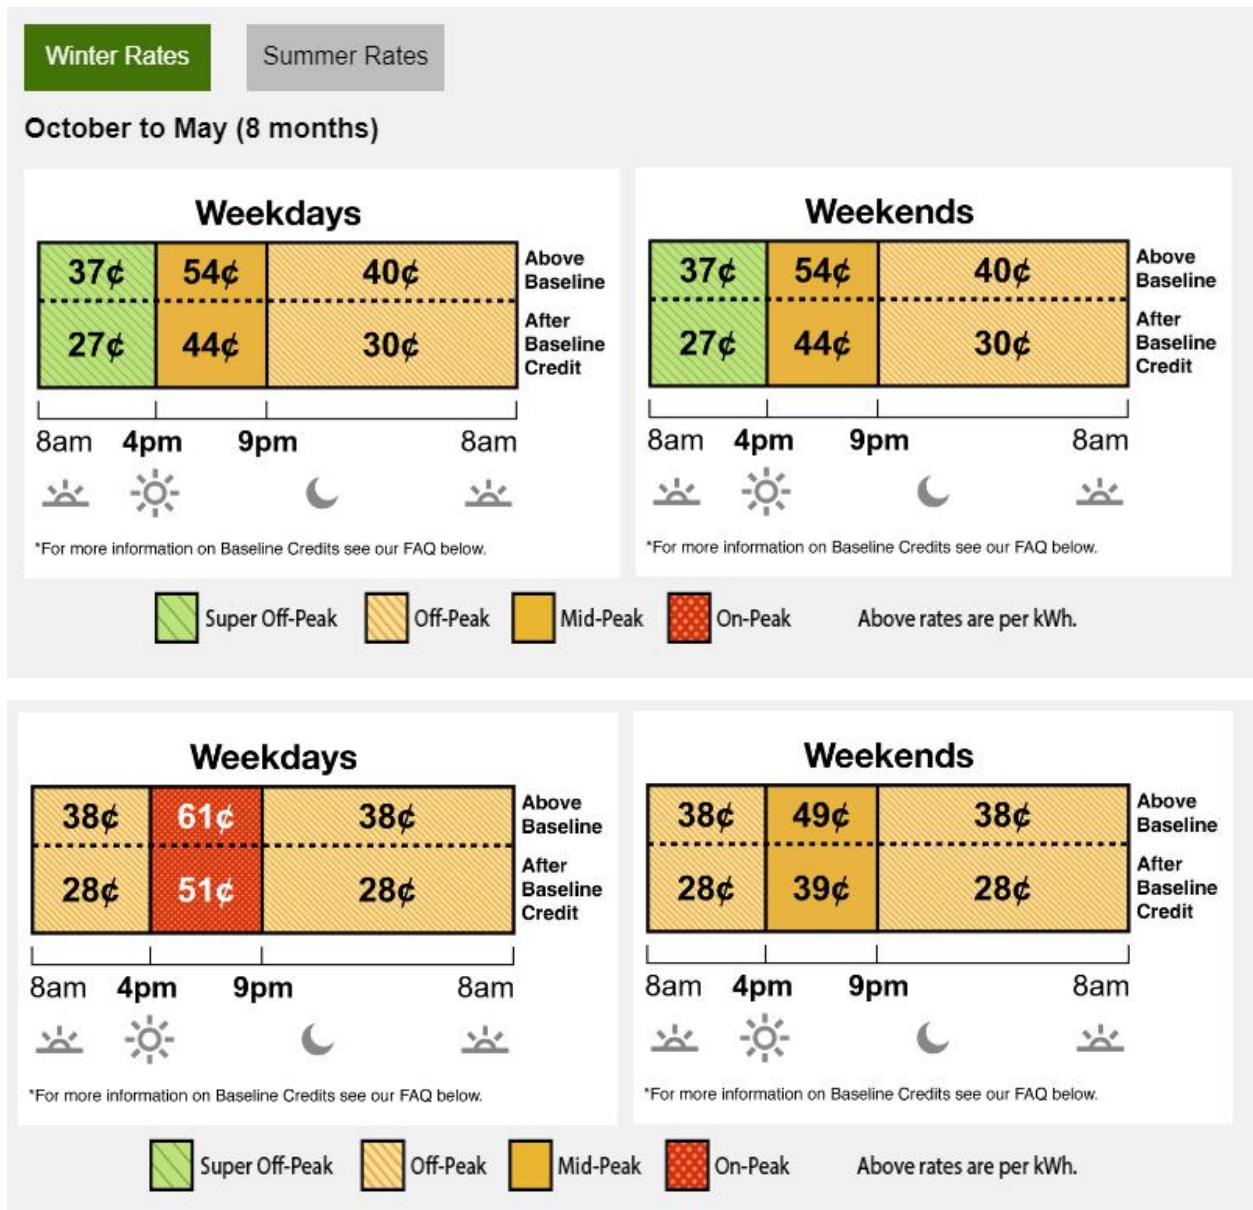 Winter Rates
Summer Rates
October to May (8 months)
Weekdays
37¢ 54¢ 40¢
Above
Baseline
27¢ 44¢ 30¢
After
Baseline
Credit
8am 4pm 9pm 8am
*For more information on Baseline Credits see our FAQ below.
Weekends
37¢ 54¢ 40¢
Above
Baseline
27¢ 44¢ 30¢
After
Baseline
Credit
8am 4pm 9pm 8am
*For more information on Baseline Credits see our FAQ below.
Super Off-Peak Off-Peak Mid-Peak On-Peak Above rates are per kWh.
Weekdays
38¢ 61¢ 38¢
Above
Baseline
28¢ 51¢ 28¢
After
Baseline
Credit
8am 4pm 9pm 8am
*For more information on Baseline Credits see our FAQ below.
Weekends
38¢ 49¢ 38¢
Above
Baseline
28¢ 39¢ 28¢
After
Baseline
Credit
8am 4pm 9pm 8am
*For more information on Baseline Credits see our FAQ below.
Super Off-Peak Off-Peak Mid-Peak On-Peak Above rates are per kWh.